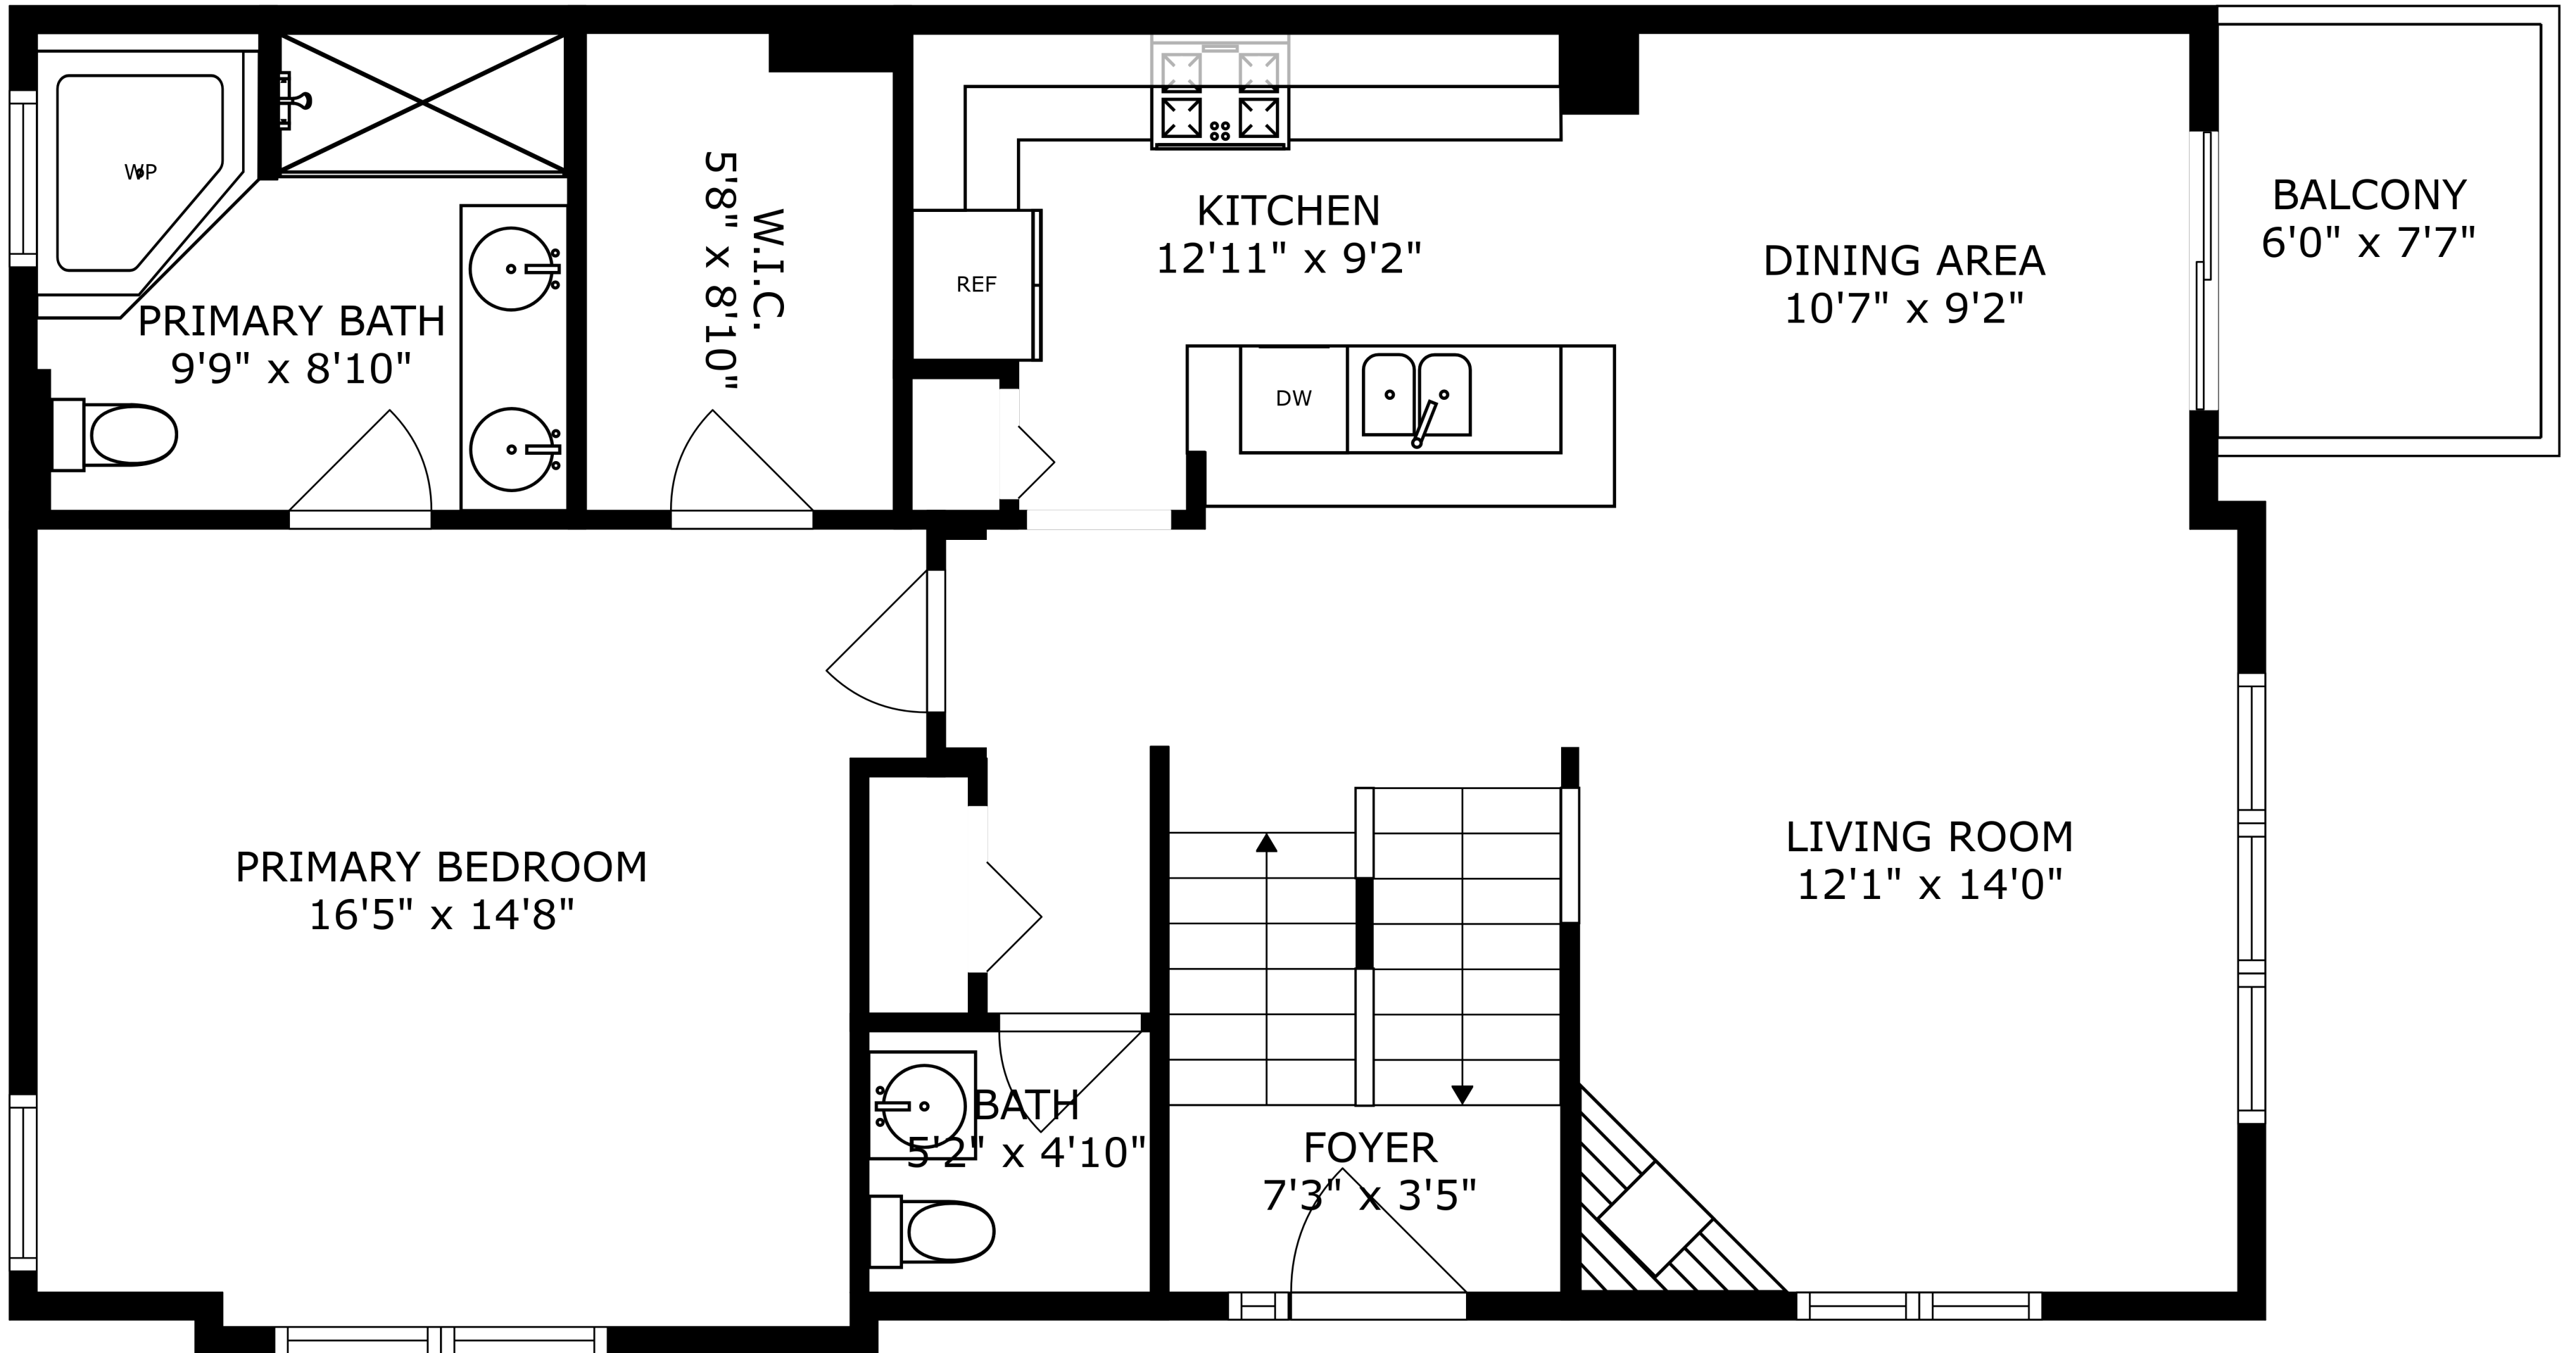 WP
PRIMARY BATH
9'9" x 8'10"
W.I.C.
5'8" x 8'10"
KITCHEN
12'11" x 9'2"
REF
DW
DINING AREA
10'7" x 9'2"
BALCONY
6'0" x 7'7"
PRIMARY BEDROOM
16'5" x 14'8"
LIVING ROOM
12'1" x 14'0"
BATH
5'2" x 4'10"
FOYER
7'3" x 3'5"